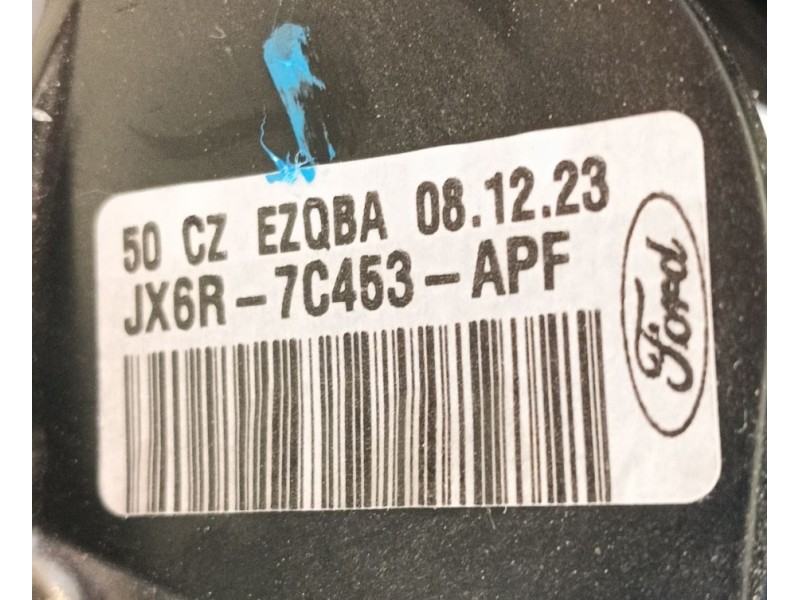 50 CZ EZQBA 08.12.23
JX6R-7C453-APF
Ford